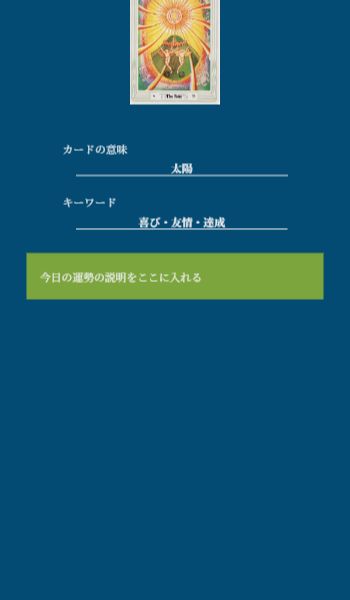 The Sun
カードの意味
太陽
キーワード
喜び・友情・達成
今日の運勢の説明をここに入れる